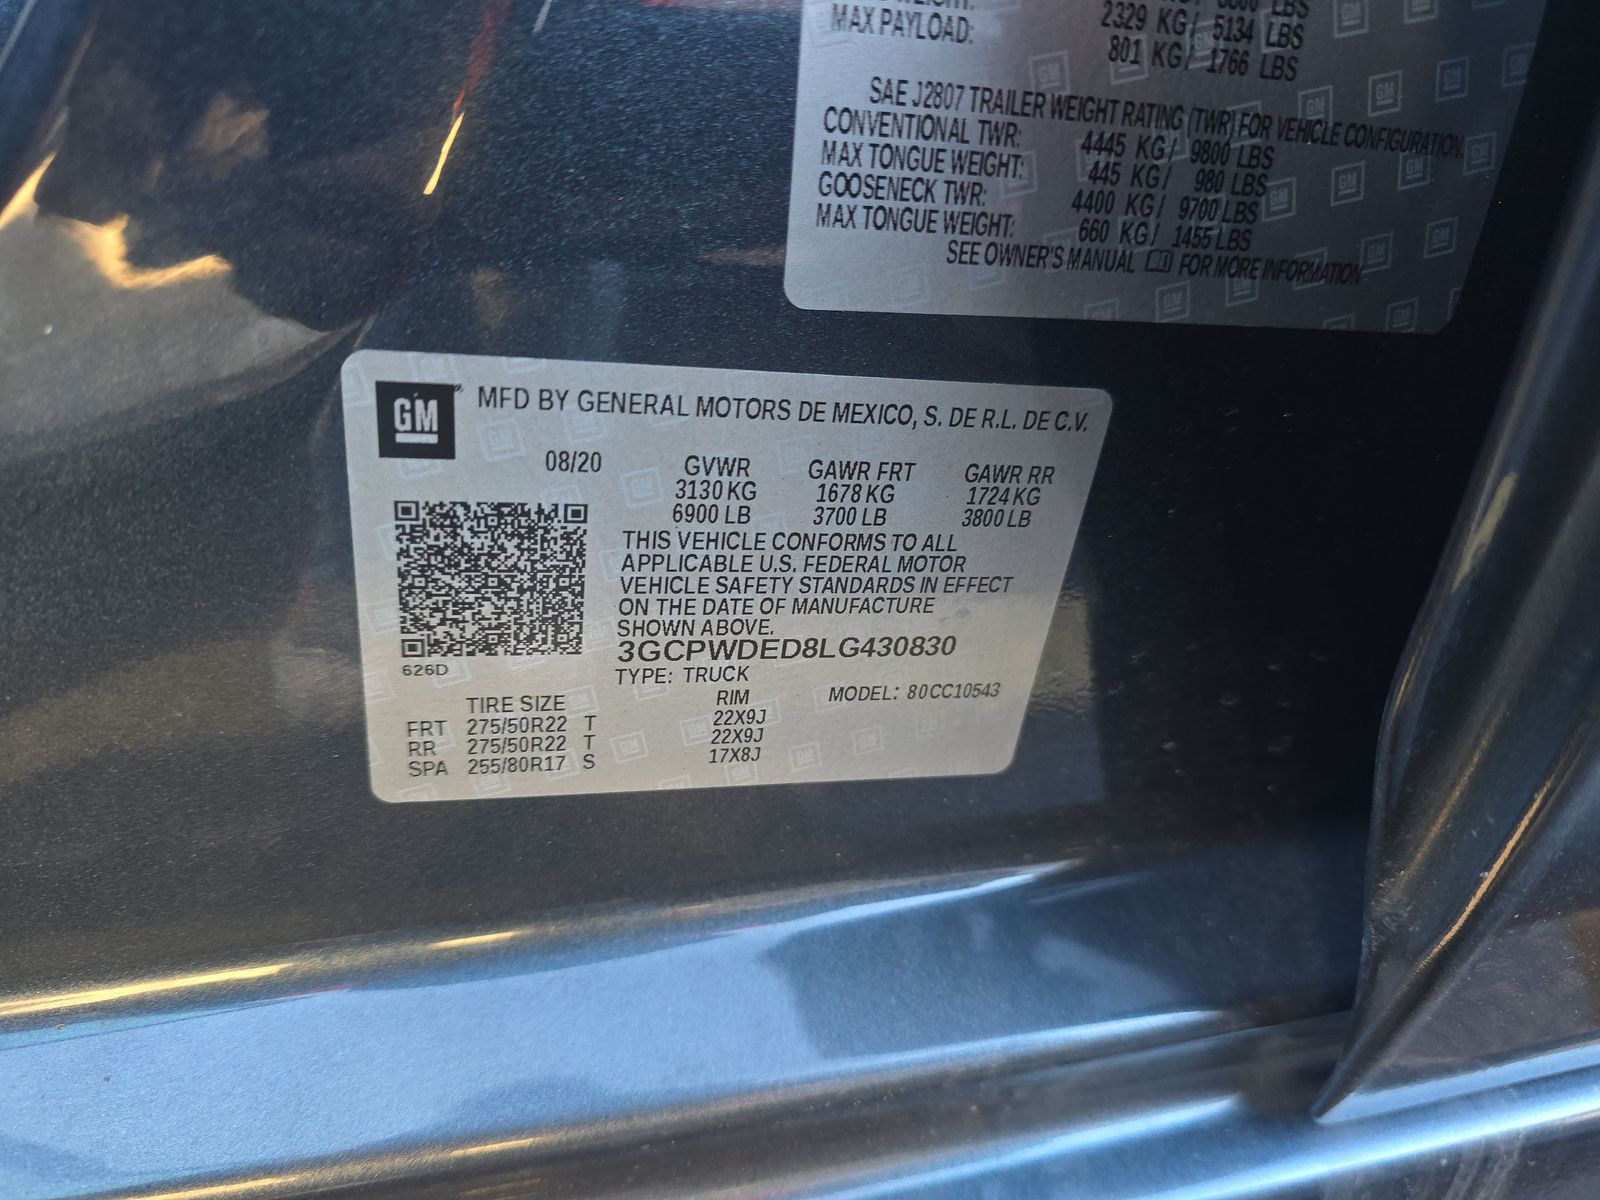 LBS
MAX PAYLOAD: 2329 KG/ 5134 LBS
801 KG/ 1766 LBS
SAE J2807 TRAILER WEIGHT RATING (TWR) FOR VEHICLE CONFIGURATION.
CONVENTIONAL TWR: 4445 KG/ 9800 LBS
MAX TONGUE WEIGHT: 445 KG/ 980 LBS
GOOSENECK TWR: 4400 KG/ 9700 LBS
MAX TONGUE WEIGHT: 660 KG/ 1455 LBS
SEE OWNER'S MANUAL FOR MORE INFORMATION
GM MFD BY GENERAL MOTORS DE MEXICO, S. DE R.L. DE C.V.
08/20 GVWR GAWR FRT GAWR RR
3130 KG 1678 KG 1724 KG
6900 LB 3700 LB 3800 LB
THIS VEHICLE CONFORMS TO ALL
APPLICABLE U.S. FEDERAL MOTOR
VEHICLE SAFETY STANDARDS IN EFFECT
ON THE DATE OF MANUFACTURE
SHOWN ABOVE.
3GCPWDED8LG430830
626D
TYPE: TRUCK
MODEL: 80CC10543
TIRE SIZE RIM
FRT 275/50R22 T 22X9J
RR 275/50R22 T 22X9J
SPA 255/80R17 S 17X8J